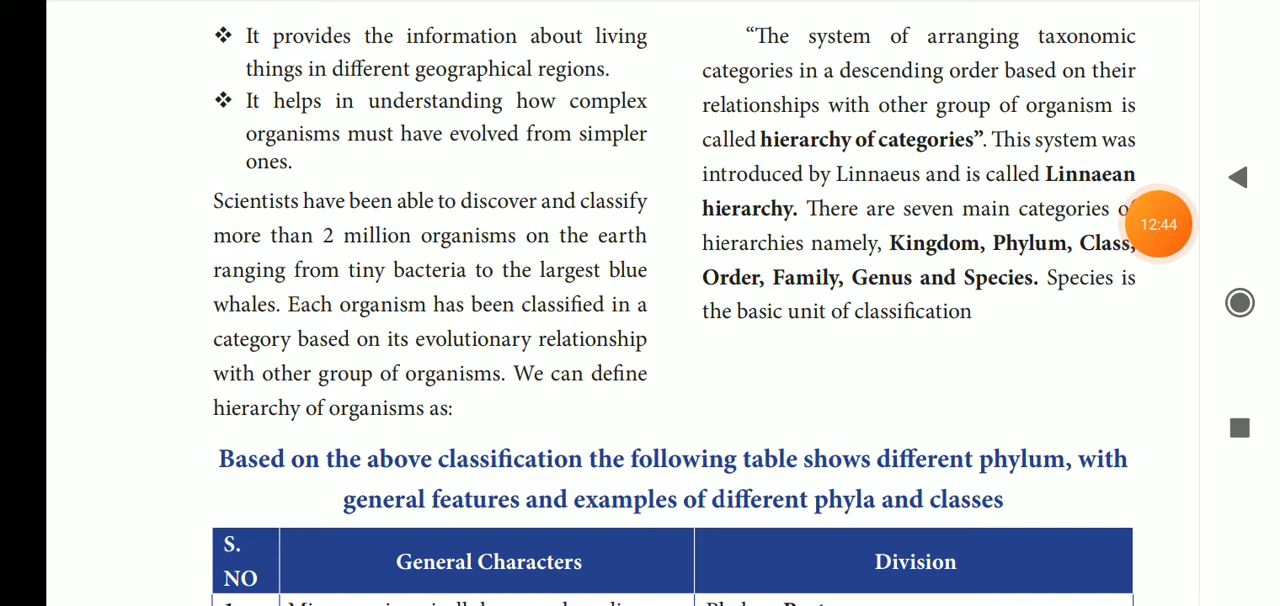 ❖ It provides the information about living
things in different geographical regions.
❖ It helps in understanding how complex
organisms must have evolved from simpler
ones.
Scientists have been able to discover and classify
more than 2 million organisms on the earth
ranging from tiny bacteria to the largest blue
whales. Each organism has been classified in a
category based on its evolutionary relationship
with other group of organisms. We can define
hierarchy of organisms as:
“The system of arranging taxonomic
categories in a descending order based on their
relationships with other group of organism is
called hierarchy of categories”. This system was
introduced by Linnaeus and is called Linnaean
hierarchy. There are seven main categories of
hierarchies namely, Kingdom, Phylum, Class,
Order, Family, Genus and Species. Species is
the basic unit of classification
12:44
Based on the above classification the following table shows different phylum, with
general features and examples of different phyla and classes
S.
NO
General Characters
Division